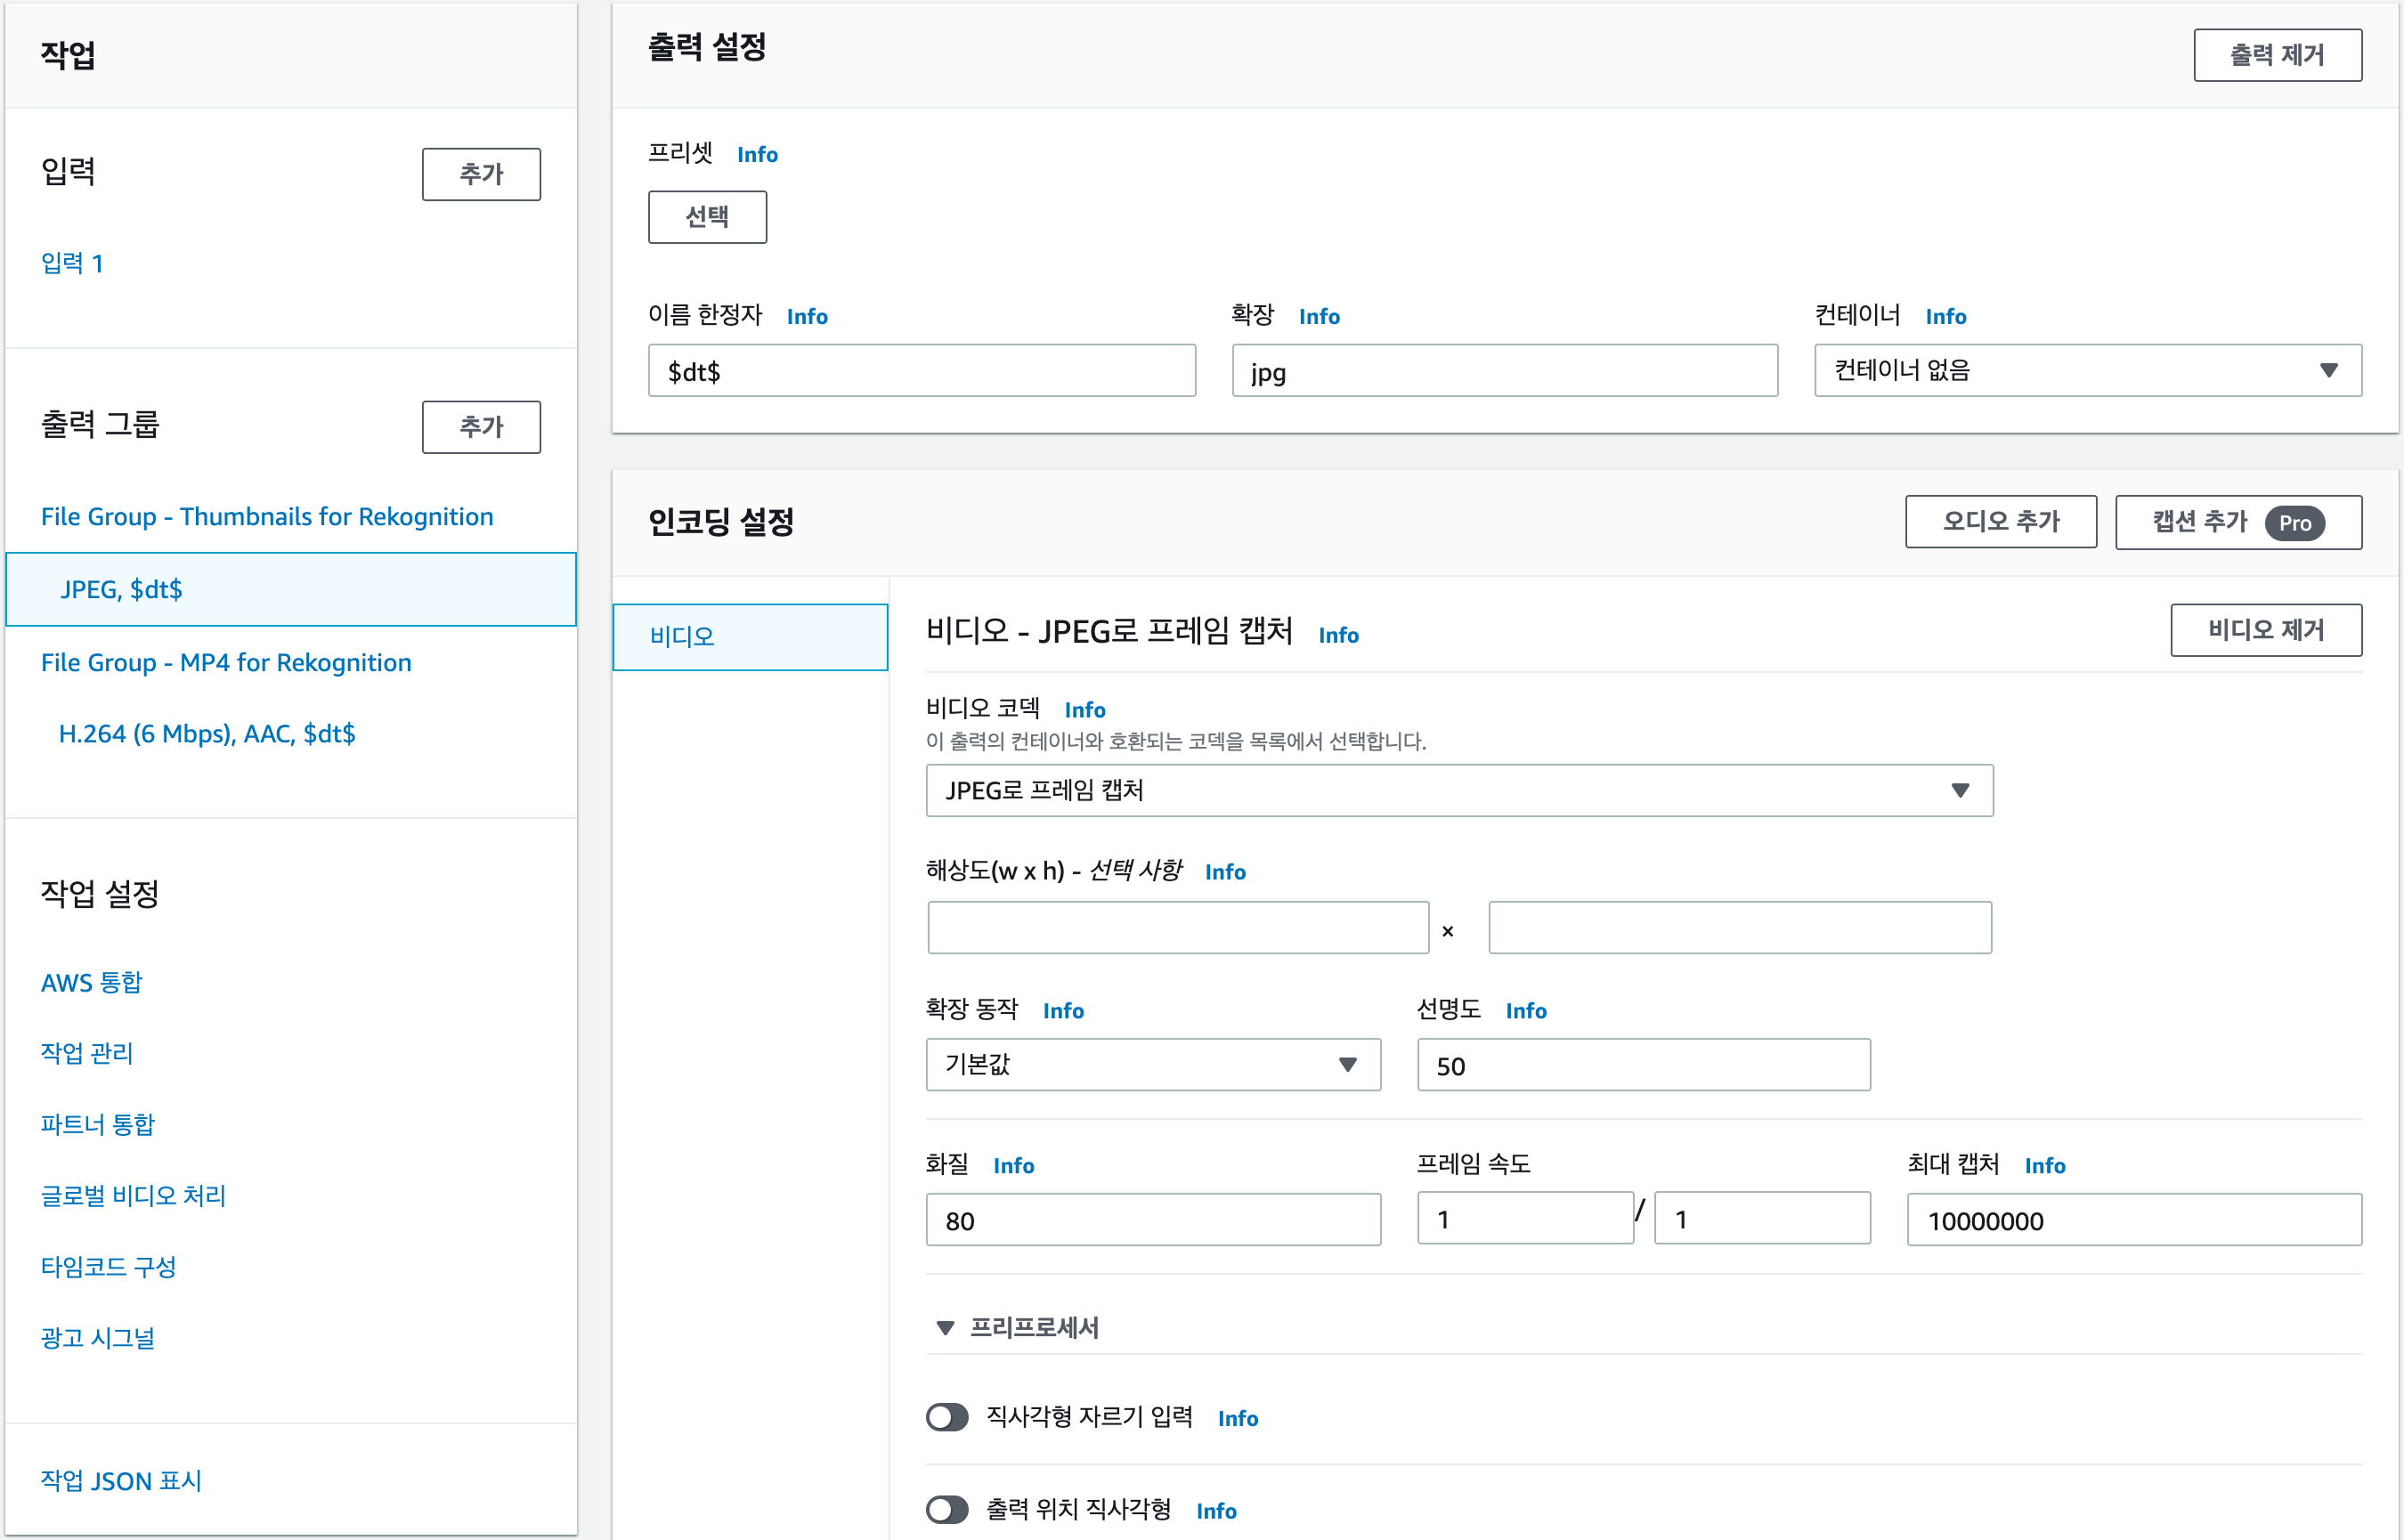 작업
입력
추가
입력 1
출력 그룹
추가
File Group - Thumbnails for Rekognition
JPEG, $dt$
File Group - MP4 for Rekognition
H.264 (6 Mbps), AAC, $dt$
작업 설정
AWS 통합
작업 관리
파트너 통합
글로벌 비디오 처리
타임코드 구성
광고 시그널
작업 JSON 표시
출력 설정
출력 제거
프리셋 Info
선택
이름 한정자 Info 확장 Info 컨테이너 Info
$dt$ jpg 컨테이너 없음
인코딩 설정
오디오 추가 캡션 추가 Pro
비디오
비디오 - JPEG로 프레임 캡처 Info
비디오 제거
비디오 코덱 Info
이 출력의 컨테이너와 호환되는 코덱을 목록에서 선택합니다.
JPEG로 프레임 캡처
해상도(w x h) - 선택 사항 Info
×
확장 동작 Info 선명도 Info
기본값 50
화질 Info 프레임 속도 최대 캡처 Info
80 1 / 1 10000000
프리프로세서
직사각형 자르기 입력 Info
출력 위치 직사각형 Info